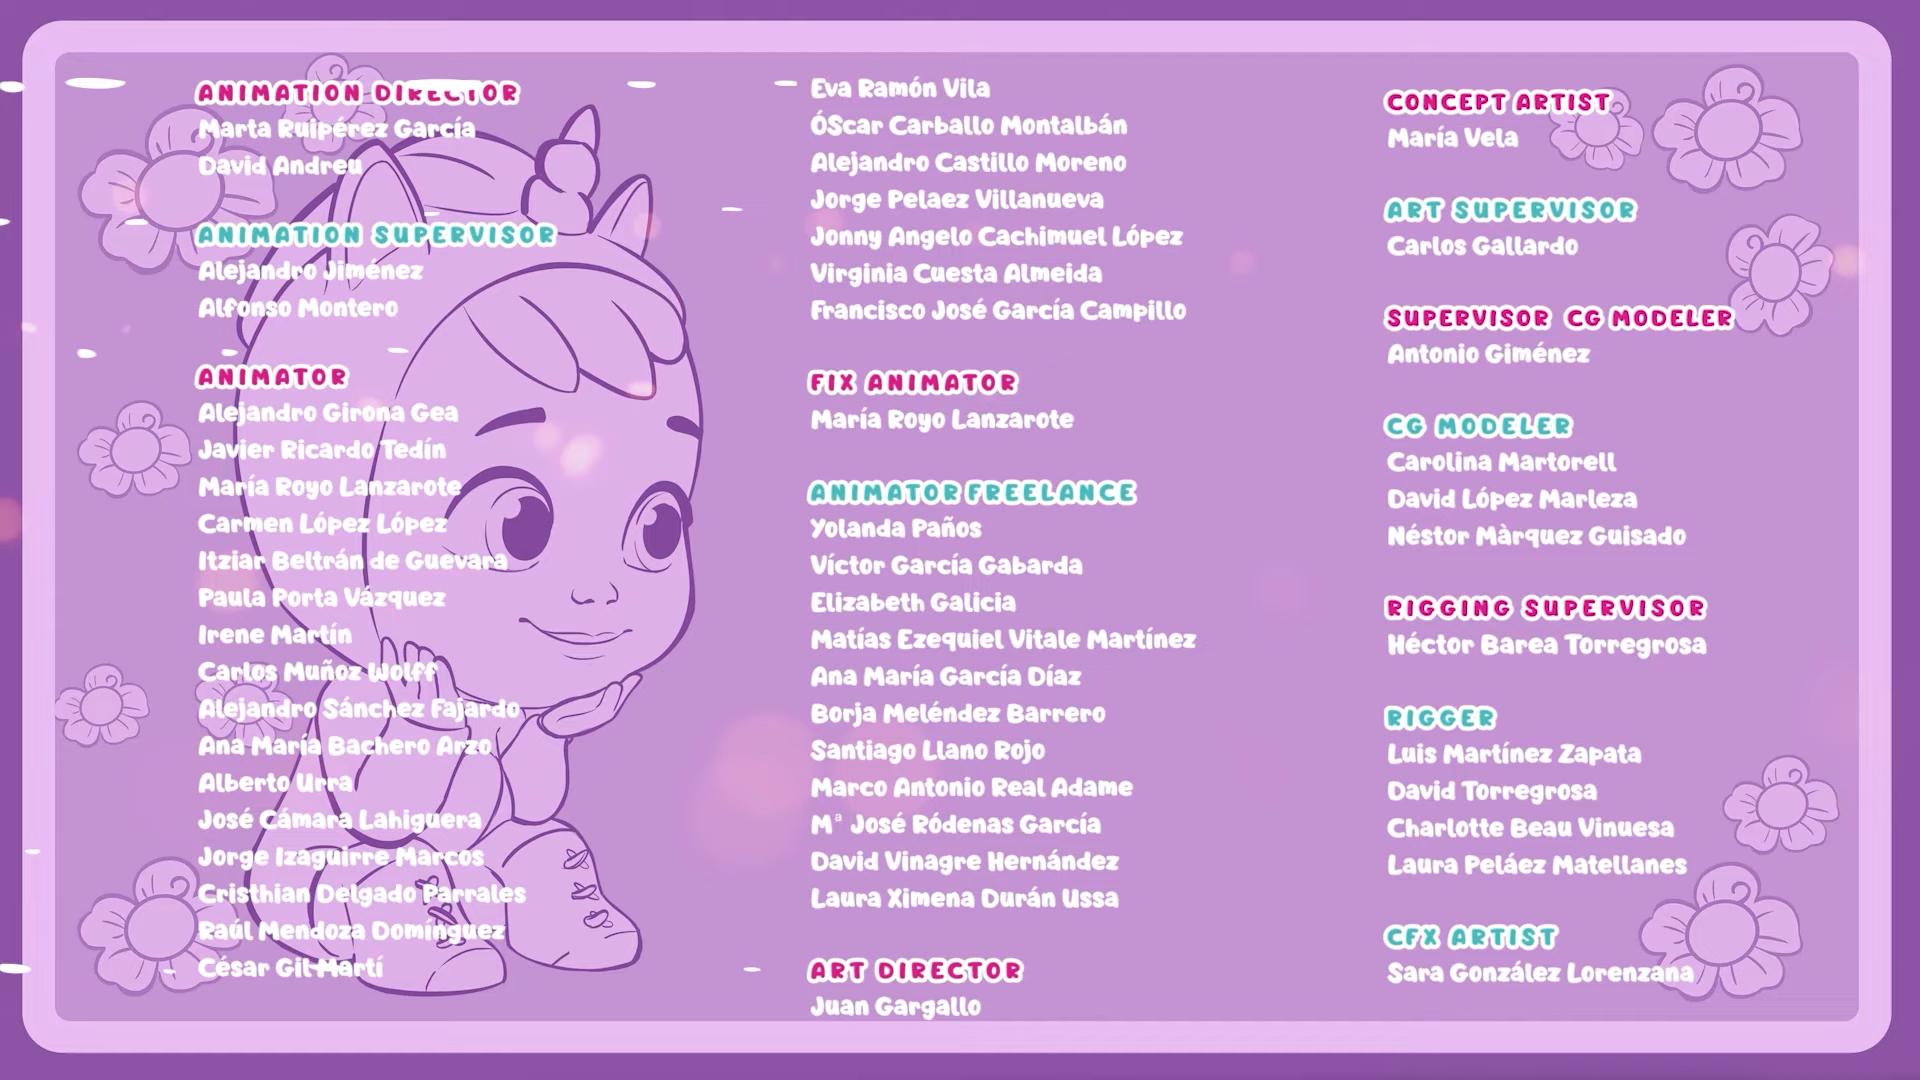 ANIMATION DIRECTOR
Marta Ruipérez García
David Andreu
ANIMATION SUPERVISOR
Alejandro Jiménez
Alfonso Montero
ANIMATOR
Alejandro Girona Gea
Javier Ricardo Tedín
María Royo Lanzarote
Carmen López López
Itziar Beltrán de Guevara
Paula Porta Vázquez
Irene Martín
Carlos Muñoz Wolff
Alejandro Sánchez Fajardo
Ana María Bachero Arzo
Alberto Urra
José Cámara Lahiguera
Jorge Izaguirre Marcos
Cristhian Delgado Parrales
Raúl Mendoza Domínguez
César Gil Martí
Eva Ramón Vila
ÓScar Carballo Montalbán
Alejandro Castillo Moreno
Jorge Pelaez Villanueva
Jonny Angelo Cachimuel López
Virginia Cuesta Almeida
Francisco José García Campillo
FIX ANIMATOR
María Royo Lanzarote
ANIMATOR FREELANCE
Yolanda Paños
Víctor García Gabarda
Elizabeth Galicia
Matías Ezequiel Vitale Martínez
Ana María García Díaz
Borja Meléndez Barrero
Santiago Llano Rojo
Marco Antonio Real Adame
Mª José Ródenas García
David Vinagre Hernández
Laura Ximena Durán Ussa
ART DIRECTOR
Juan Gargallo
CONCEPT ARTIST
María Vela
ART SUPERVISOR
Carlos Gallardo
SUPERVISOR CG MODELER
Antonio Giménez
CG MODELER
Carolina Martorell
David López Marleza
Néstor Màrquez Guisado
RIGGING SUPERVISOR
Héctor Barea Torregrosa
RIGGER
Luis Martínez Zapata
David Torregrosa
Charlotte Beau Vinuesa
Laura Peláez Matellanes
CFX ARTIST
Sara González Lorenzana